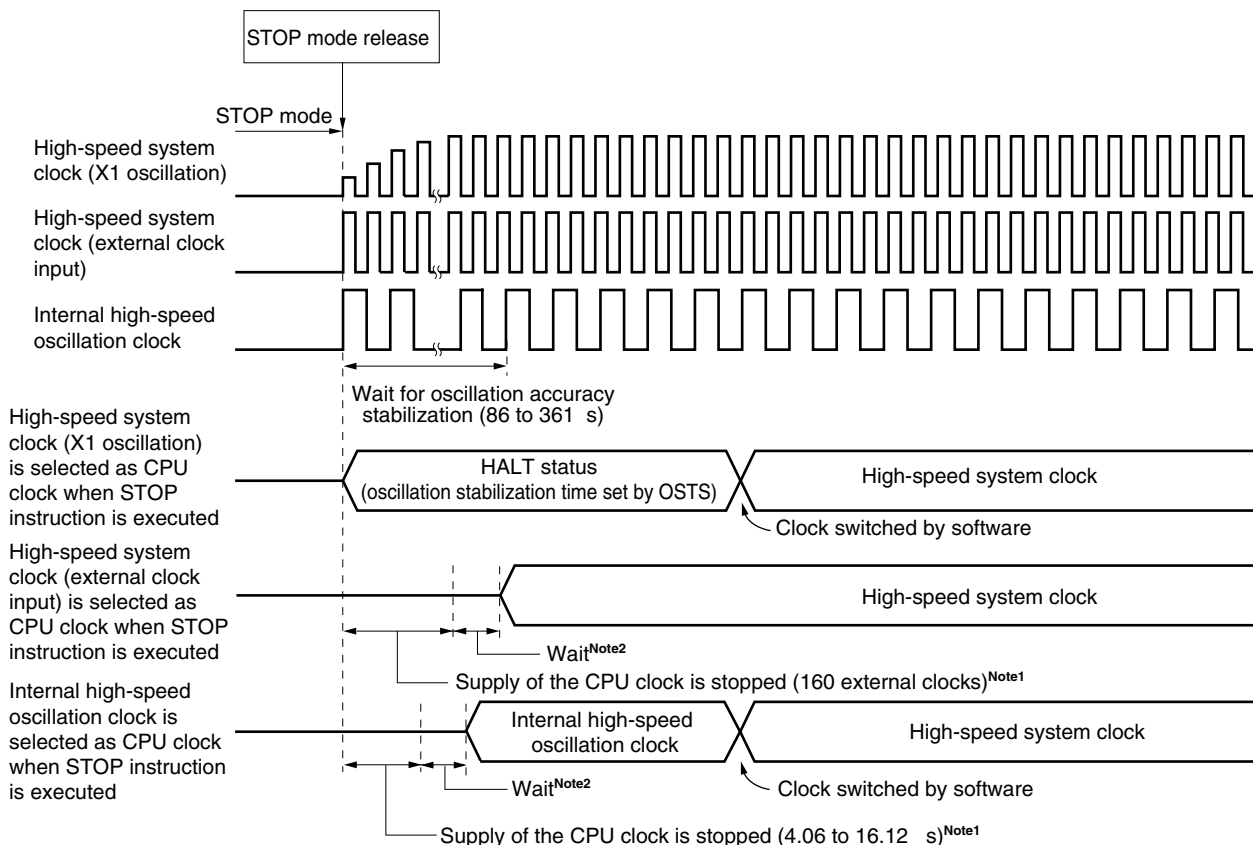 STOP mode release
STOP mode
High-speed system
clock (X1 oscillation)
High-speed system
clock (external clock
input)
Internal high-speed
oscillation clock
Wait for oscillation accuracy
stabilization (86 to 361 s)
High-speed system
clock (X1 oscillation)
is selected as CPU
clock when STOP
instruction is executed
HALT status
(oscillation stabilization time set by OSTS)
High-speed system clock
Clock switched by software
High-speed system
clock (external clock
input) is selected as
CPU clock when STOP
instruction is executed
High-speed system clock
Wait Note2
Supply of the CPU clock is stopped (160 external clocks) Note1
Internal high-speed
oscillation clock is
selected as CPU clock
when STOP instruction
is executed
Internal high-speed
oscillation clock
High-speed system clock
Wait Note2
Clock switched by software
Supply of the CPU clock is stopped (4.06 to 16.12 s) Note1